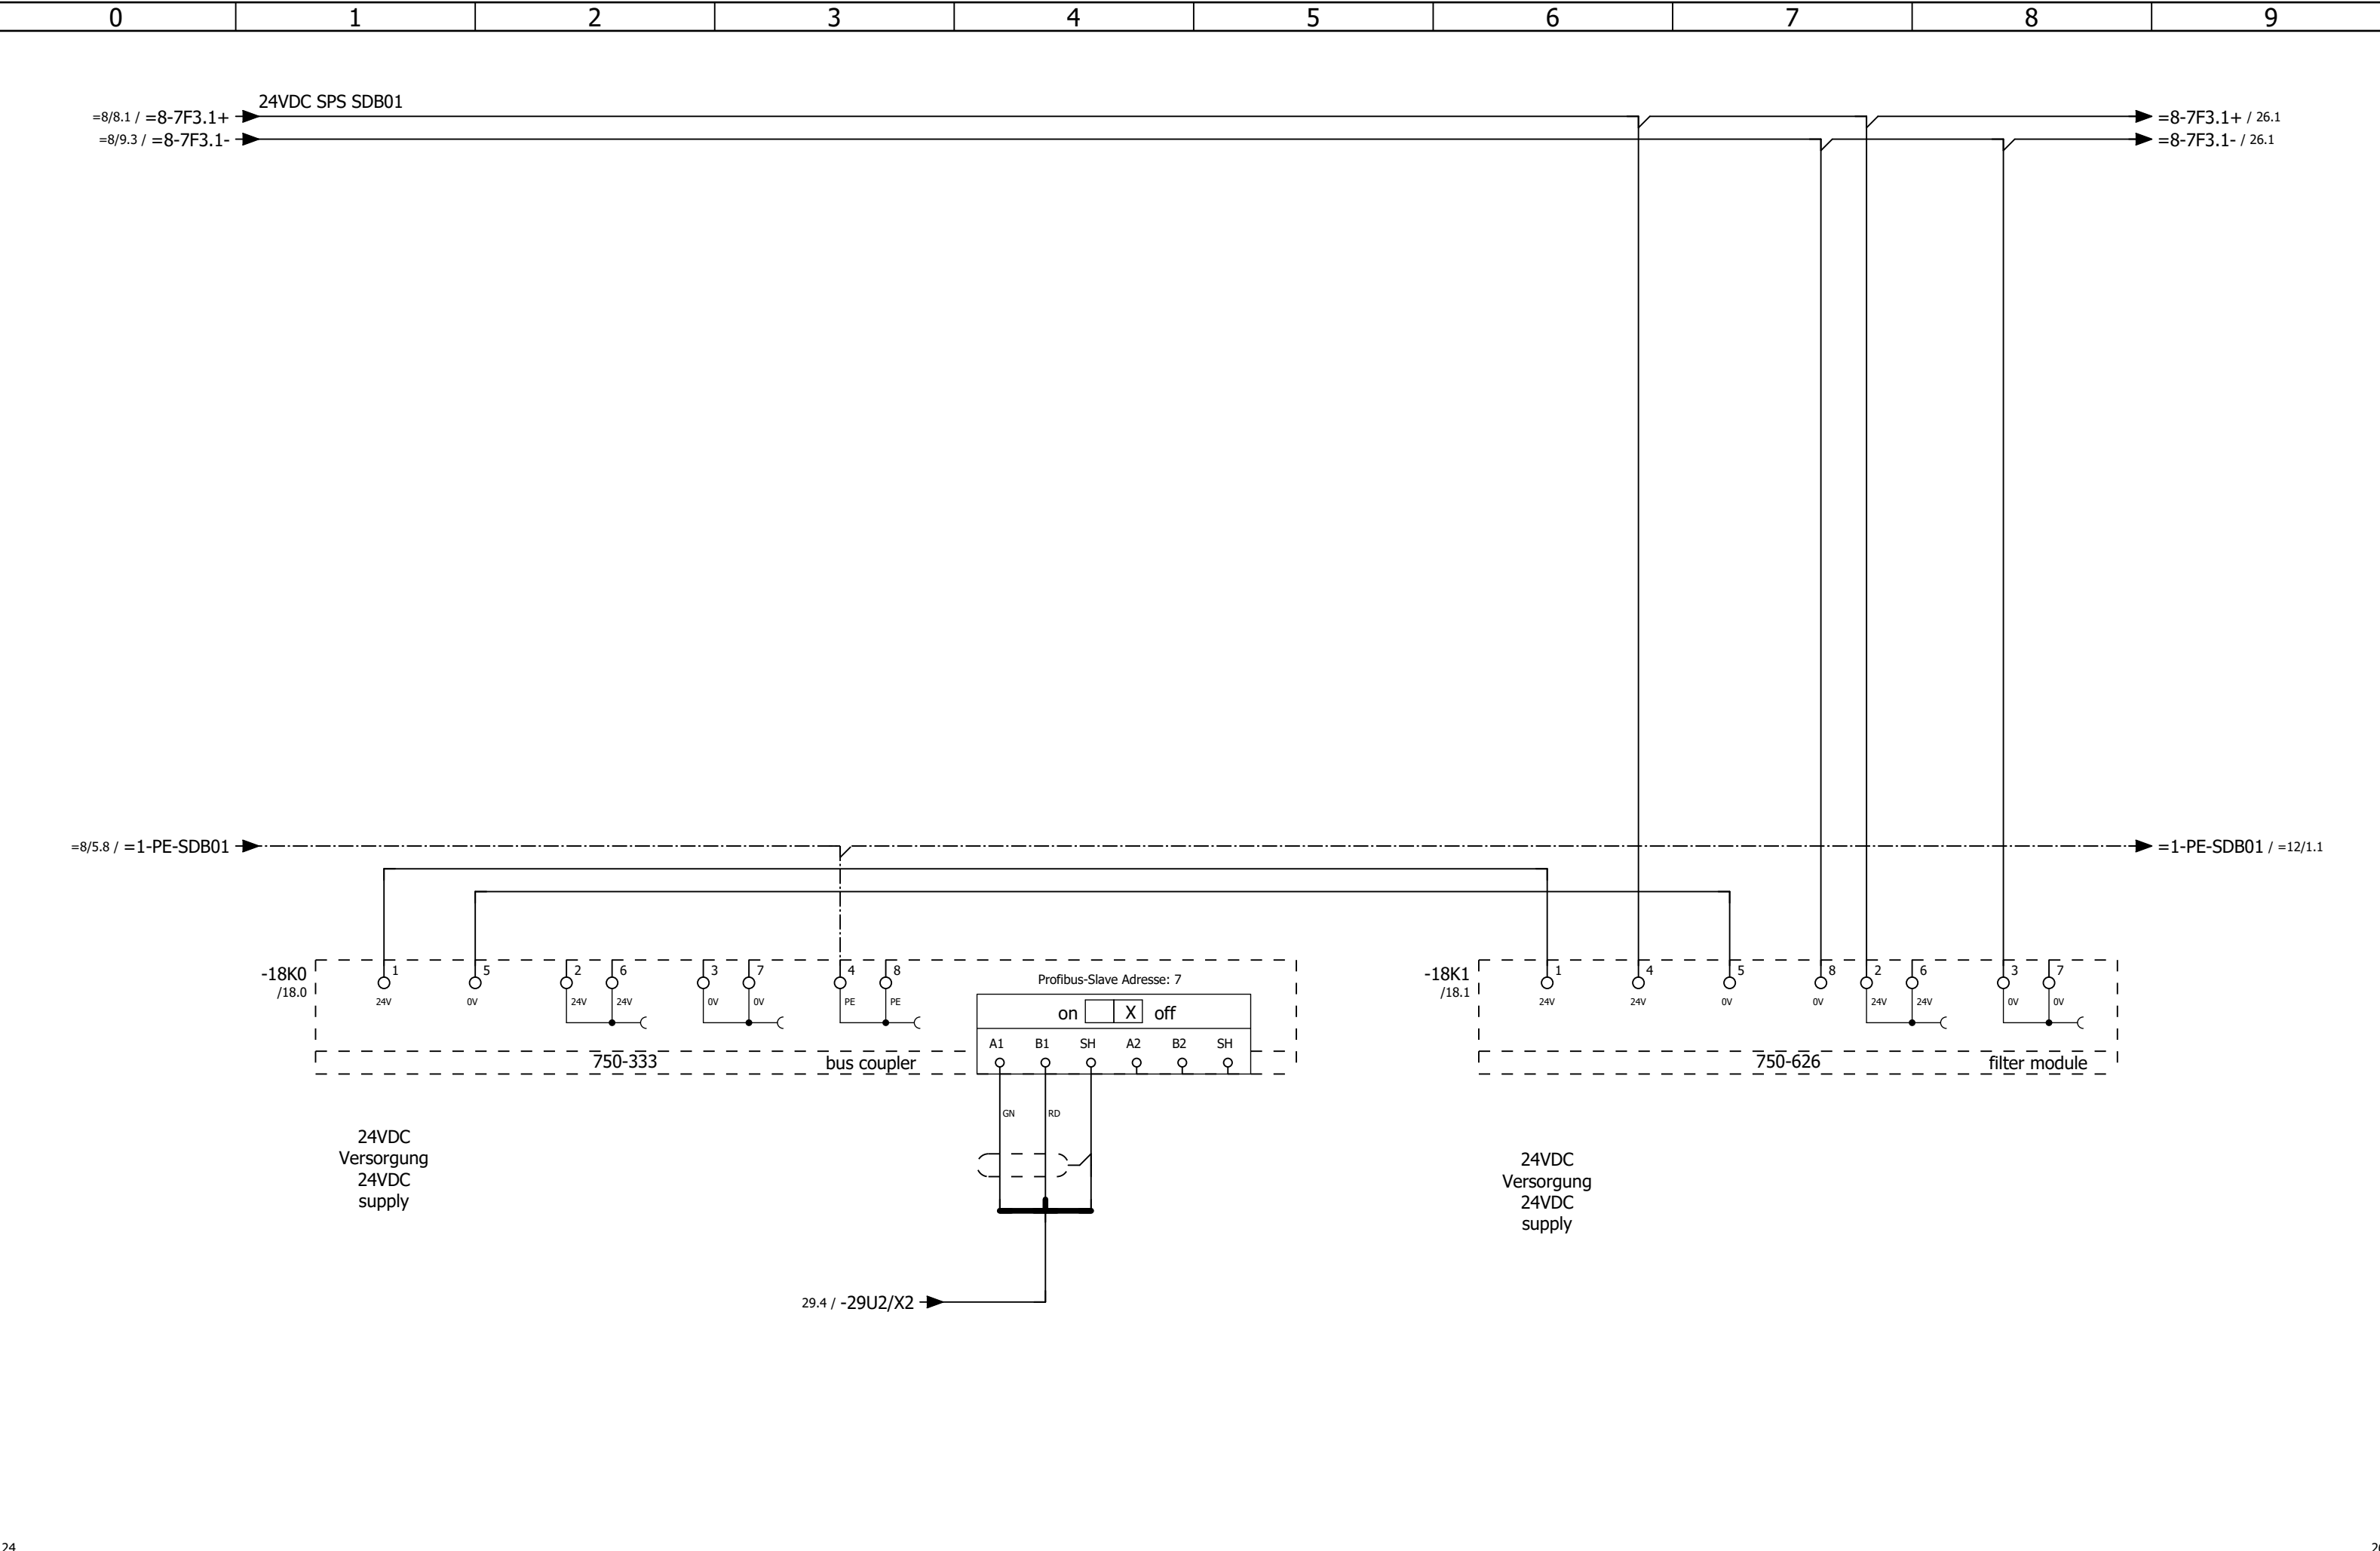 0 1 2 3 4 5 6 7 8 9
24VDC SPS SDB01
=8/8.1 / =8-7F3.1+ =8-7F3.1+ / 26.1
=8/9.3 / =8-7F3.1- =8-7F3.1- / 26.1
=8/5.8 / =1-PE-SDB01 =1-PE-SDB01 / =12/1.1
-18K0
/18.0
1 5 2 6 3 7 4 8
24V 0V 24V 24V 0V 0V PE PE
Profibus-Slave Adresse: 7
on X off
A1 B1 SH A2 B2 SH
750-333 bus coupler
GN RD
24VDC
Versorgung
24VDC
supply
29.4 / -29U2/X2
-18K1
/18.1
1 4 5 8 2 6 3 7
24V 24V 0V 0V 24V 24V 0V 0V
750-626 filter module
24VDC
Versorgung
24VDC
supply
24